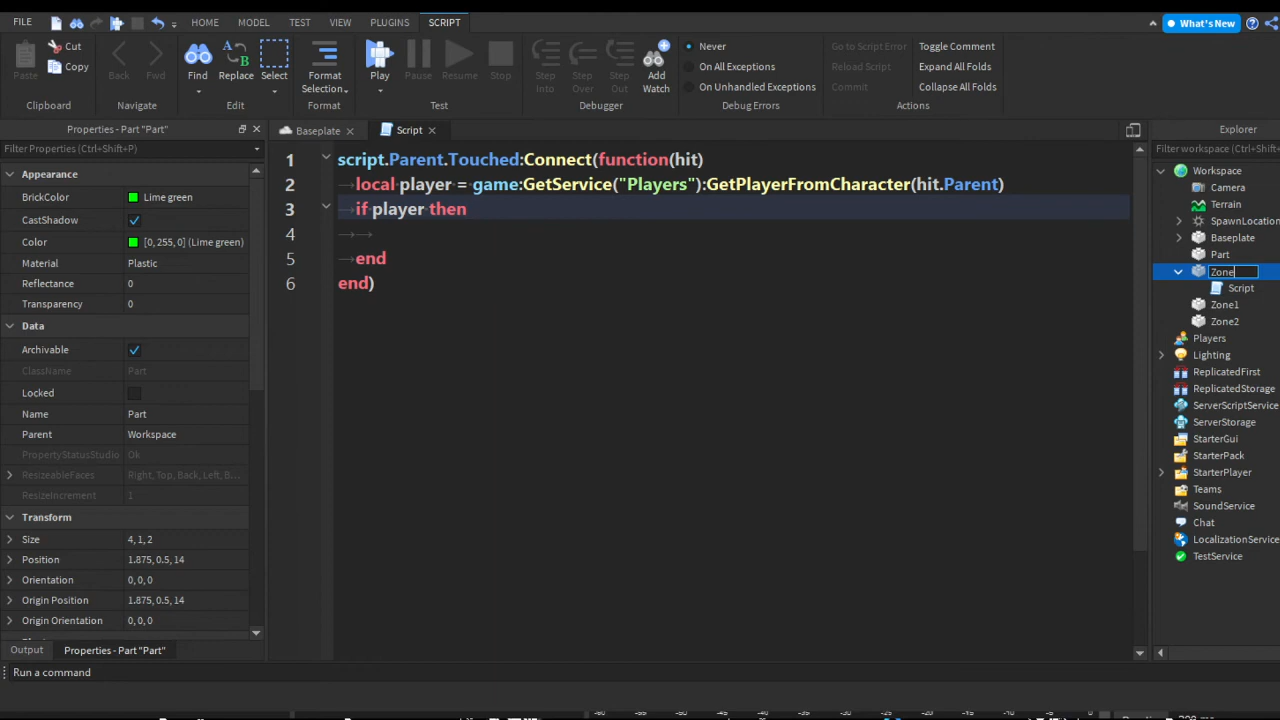 FILE HOME MODEL TEST VIEW PLUGINS SCRIPT What's New
Cut
Copy
Paste
Clipboard
Back Fwd
Navigate
Find Replace Select
Edit
Format
Selection
Format
Play Pause Resume Stop
Test
Step
Into
Step
Over
Step
Out
Add
Watch
Debugger
Never
On All Exceptions
On Unhandled Exceptions
Debug Errors
Go to Script Error
Reload Script
Commit
Toggle Comment
Expand All Folds
Collapse All Folds
Actions
Properties - Part "Part"
Filter Properties (Ctrl+Shift+P)
Appearance
BrickColor Lime green
CastShadow
Color [0, 255, 0] (Lime green)
Material Plastic
Reflectance 0
Transparency 0
Data
Archivable
ClassName Part
Locked
Name Part
Parent Workspace
PropertyStatusStudio Ok
ResizeableFaces Right, Top, Back, Left, B...
ResizeIncrement 1
Transform
Size 4, 1, 2
Position 1.875, 0.5, 14
Orientation 0, 0, 0
Origin Position 1.875, 0.5, 14
Origin Orientation 0, 0, 0
Output Properties - Part "Part"
Run a command
Baseplate Script
1 script.Parent.Touched:Connect(function(hit)
2 local player = game:GetService("Players"):GetPlayerFromCharacter(hit.Parent)
3 if player then
4
5 end
6 end)
Explorer
Filter workspace (Ctrl+Shift+
Workspace
Camera
Terrain
SpawnLocation
Baseplate
Part
Zone
Script
Zone1
Zone2
Players
Lighting
ReplicatedFirst
ReplicatedStorage
ServerScriptService
ServerStorage
StarterGui
StarterPack
StarterPlayer
Teams
SoundService
Chat
LocalizationService
TestService